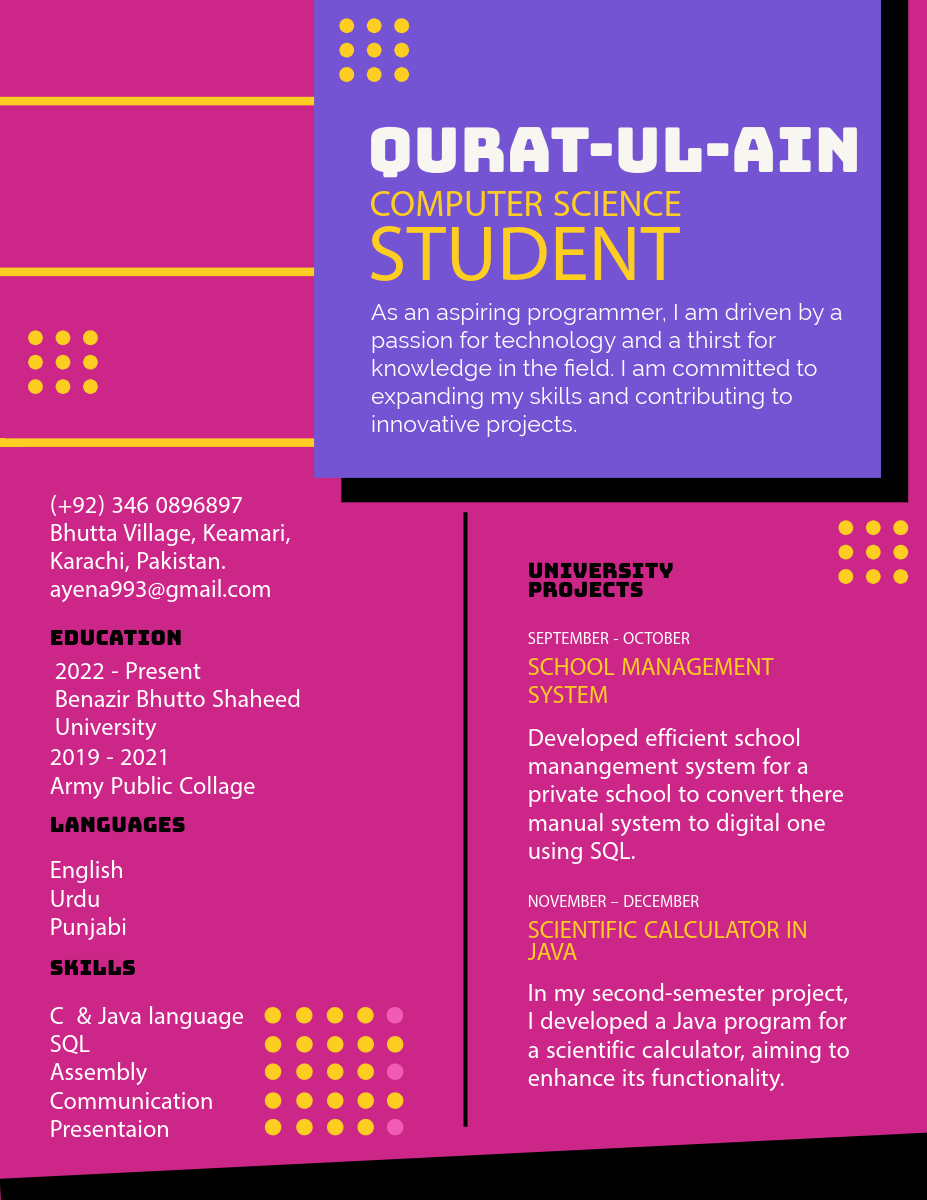 QURAT-UL-AIN
COMPUTER SCIENCE
STUDENT
As an aspiring programmer, I am driven by a
passion for technology and a thirst for
knowledge in the field. I am committed to
expanding my skills and contributing to
innovative projects.
(+92) 346 0896897
Bhutta Village, Keamari,
Karachi, Pakistan.
ayena993@gmail.com
EDUCATION
2022 - Present
Benazir Bhutto Shaheed
University
2019 - 2021
Army Public Collage
LANGUAGES
English
Urdu
Punjabi
SKILLS
C & Java language
SQL
Assembly
Communication
Presentaion
UNIVERSITY
PROJECTS
SEPTEMBER - OCTOBER
SCHOOL MANAGEMENT
SYSTEM
Developed efficient school
manangement system for a
private school to convert there
manual system to digital one
using SQL.
NOVEMBER – DECEMBER
SCIENTIFIC CALCULATOR IN
JAVA
In my second-semester project,
I developed a Java program for
a scientific calculator, aiming to
enhance its functionality.